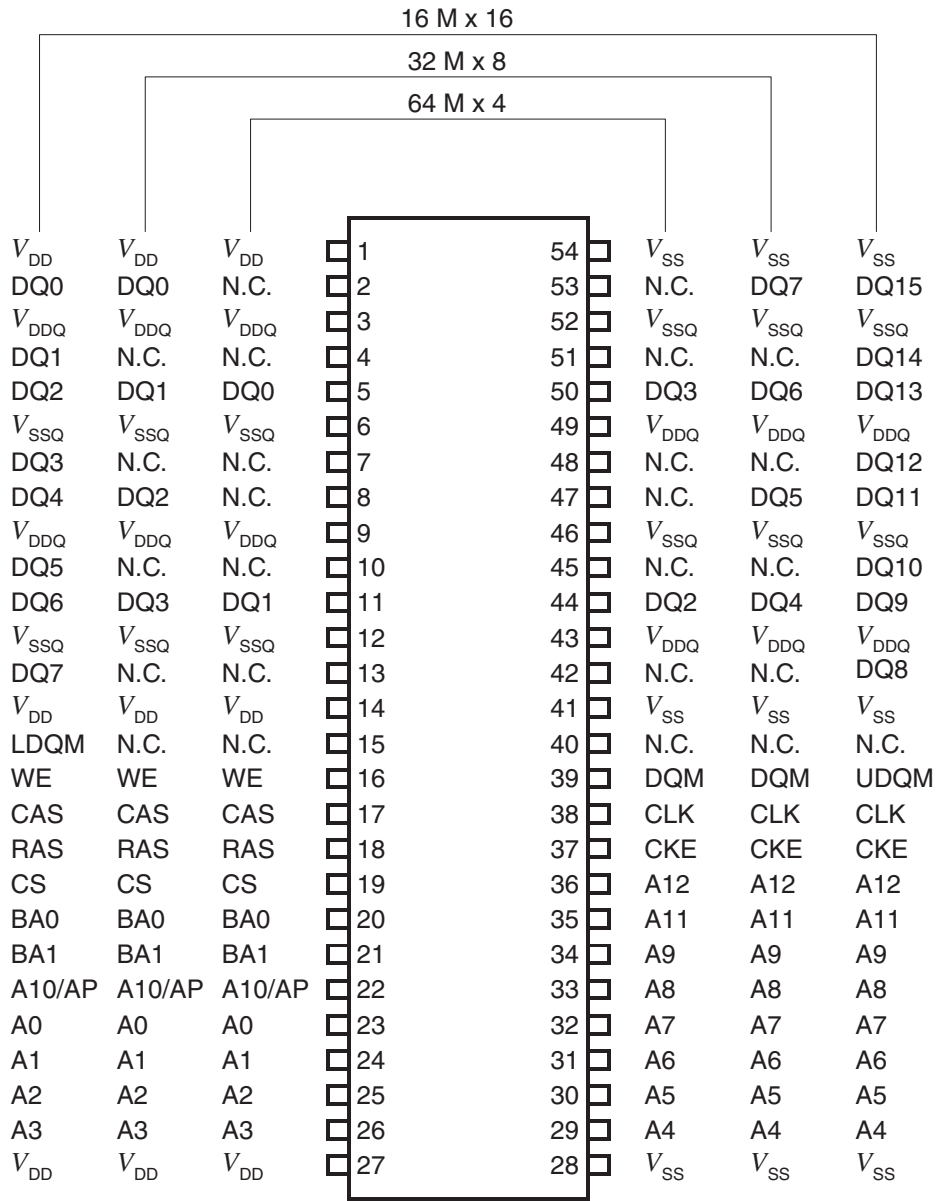 16 M x 16
32 M x 8
64 M x 4
VDD VDD VDD 1 54 VSS VSS VSS
DQ0 DQ0 N.C. 2 53 N.C. DQ7 DQ15
VDDQ VDDQ VDDQ 3 52 VSSQ VSSQ VSSQ
DQ1 N.C. N.C. 4 51 N.C. N.C. DQ14
DQ2 DQ1 DQ0 5 50 DQ3 DQ6 DQ13
VSSQ VSSQ VSSQ 6 49 VDDQ VDDQ VDDQ
DQ3 N.C. N.C. 7 48 N.C. N.C. DQ12
DQ4 DQ2 N.C. 8 47 N.C. DQ5 DQ11
VDDQ VDDQ VDDQ 9 46 VSSQ VSSQ VSSQ
DQ5 N.C. N.C. 10 45 N.C. N.C. DQ10
DQ6 DQ3 DQ1 11 44 DQ2 DQ4 DQ9
VSSQ VSSQ VSSQ 12 43 VDDQ VDDQ VDDQ
DQ7 N.C. N.C. 13 42 N.C. N.C. DQ8
VDD VDD VDD 14 41 VSS VSS VSS
LDQM N.C. N.C. 15 40 N.C. N.C. N.C.
WE WE WE 16 39 DQM DQM UDQM
CAS CAS CAS 17 38 CLK CLK CLK
RAS RAS RAS 18 37 CKE CKE CKE
CS CS CS 19 36 A12 A12 A12
BA0 BA0 BA0 20 35 A11 A11 A11
BA1 BA1 BA1 21 34 A9 A9 A9
A10/AP A10/AP A10/AP 22 33 A8 A8 A8
A0 A0 A0 23 32 A7 A7 A7
A1 A1 A1 24 31 A6 A6 A6
A2 A2 A2 25 30 A5 A5 A5
A3 A3 A3 26 29 A4 A4 A4
VDD VDD VDD 27 28 VSS VSS VSS